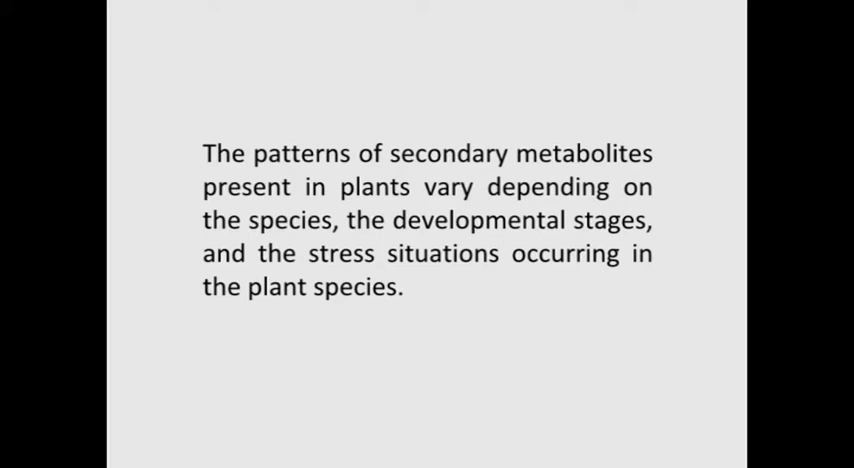 The patterns of secondary metabolites
present in plants vary depending on
the species, the developmental stages,
and the stress situations occurring in
the plant species.